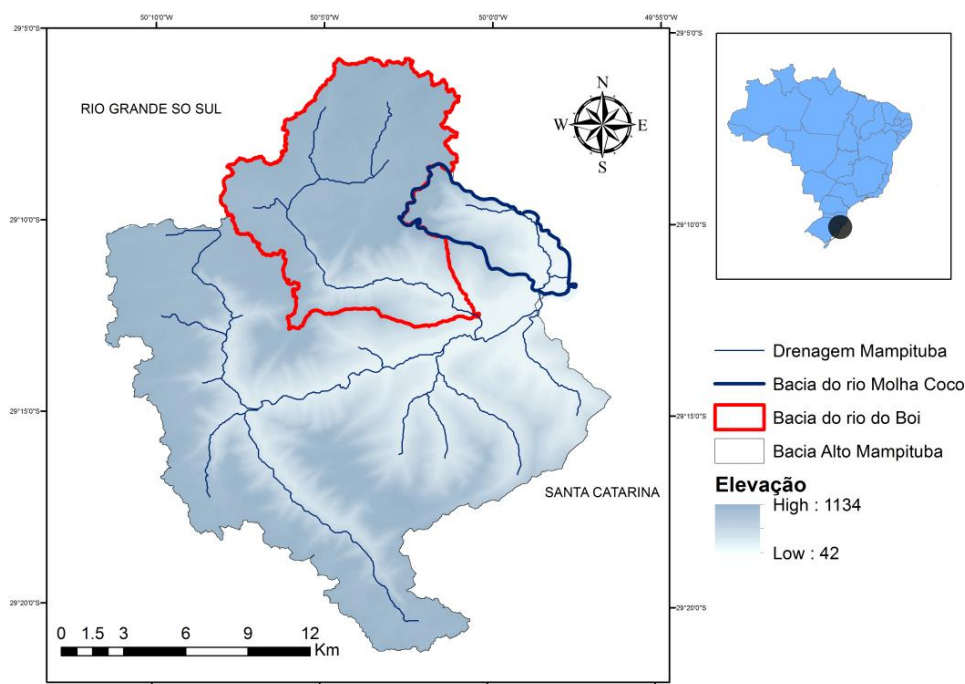 50°10'0"W
50°5'0"W
50°0'0"W
49°55'0"W
29°5'0"S
29°5'0"S
RIO GRANDE SO SUL
N
W
E
S
29°10'0"S
29°10'0"S
29°15'0"S
29°15'0"S
SANTA CATARINA
29°20'0"S
29°20'0"S
0 1.5 3 6 9 12
Km
Drenagem Mampituba
Bacia do rio Molha Coco
Bacia do rio do Boi
Bacia Alto Mampituba
Elevação
High : 1134
Low : 42